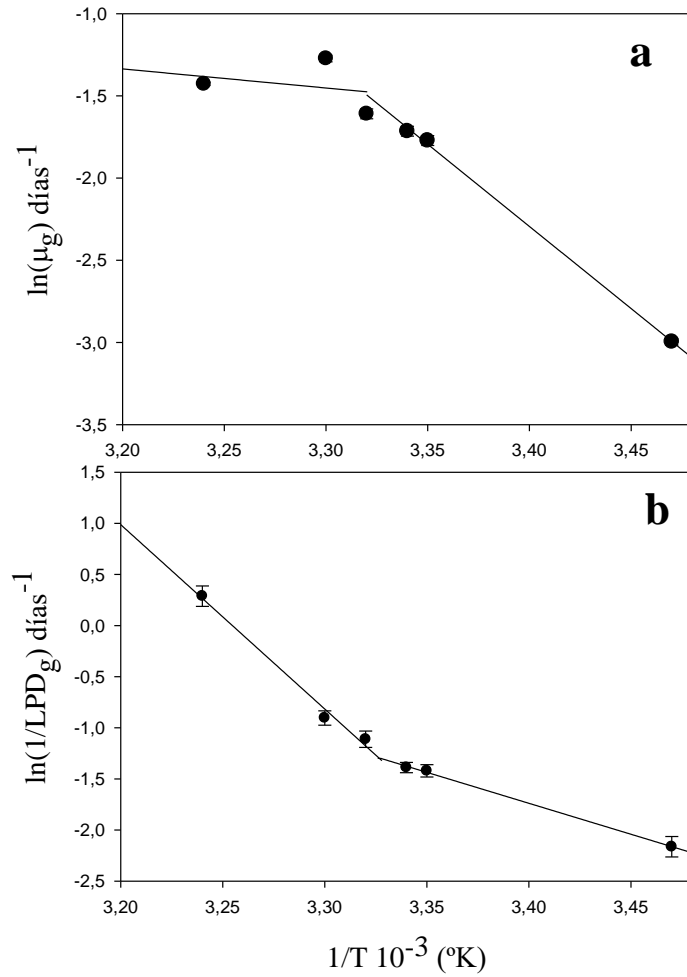 -1,0
a
-1,5
-2,0
ln(μg) días-1
-2,5
-3,0
-3,5
3,20 3,25 3,30 3,35 3,40 3,45
1,5
b
1,0
0,5
0,0
ln(1/LPDg) días-1
-0,5
-1,0
-1,5
-2,0
-2,5
3,20 3,25 3,30 3,35 3,40 3,45
1/T 10-3 (ºK)